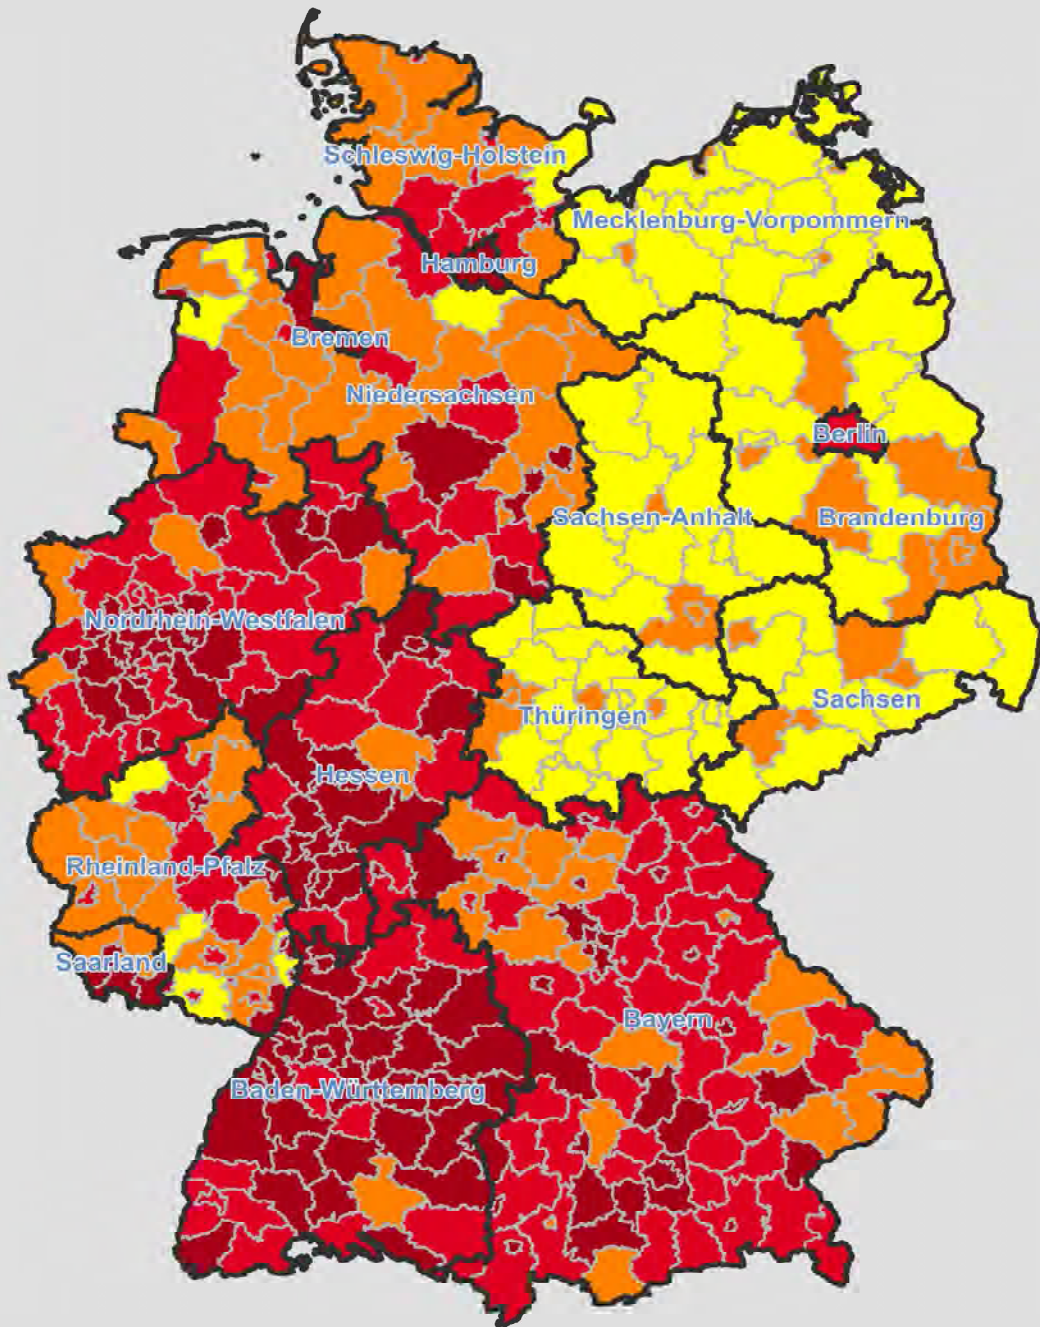 Schleswig-Holstein
Mecklenburg-Vorpommern
Hamburg
Bremen
Niedersachsen
Berlin
Sachsen-Anhalt
Brandenburg
Nordrhein-Westfalen
Sachsen
Thüringen
Hessen
Rheinland-Pfalz
Saarland
Bayern
Baden-Württemberg